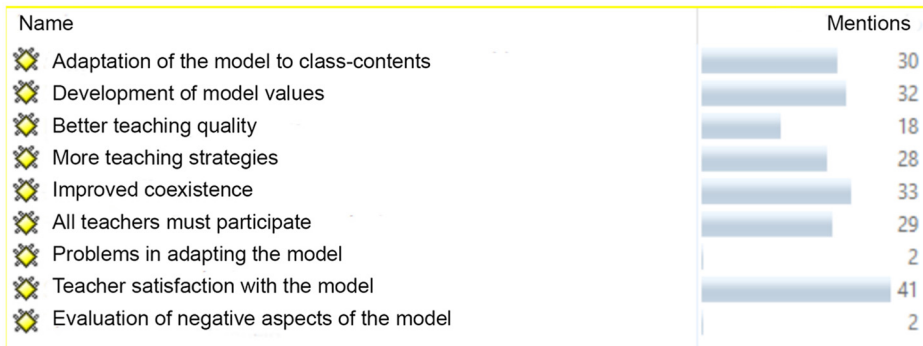 Name Mentions
Adaptation of the model to class-contents 30
Development of model values 32
Better teaching quality 18
More teaching strategies 28
Improved coexistence 33
All teachers must participate 29
Problems in adapting the model 2
Teacher satisfaction with the model 41
Evaluation of negative aspects of the model 2